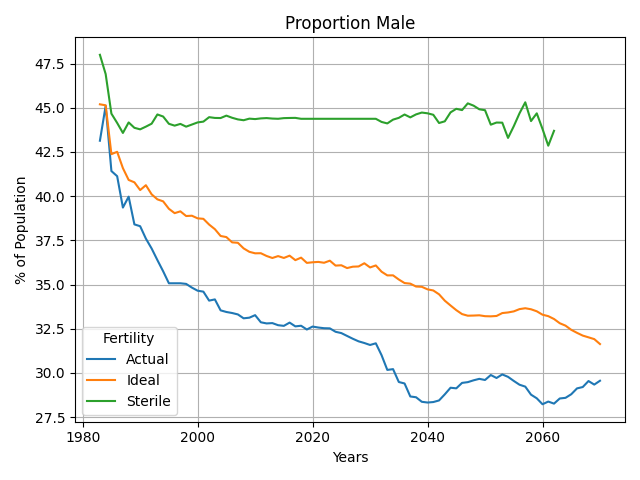 Proportion Male
% of Population
47.5
45.0
42.5
40.0
37.5
35.0
32.5
30.0
27.5
Fertility
Actual
Ideal
Sterile
1980
2000
2020
2040
2060
Years